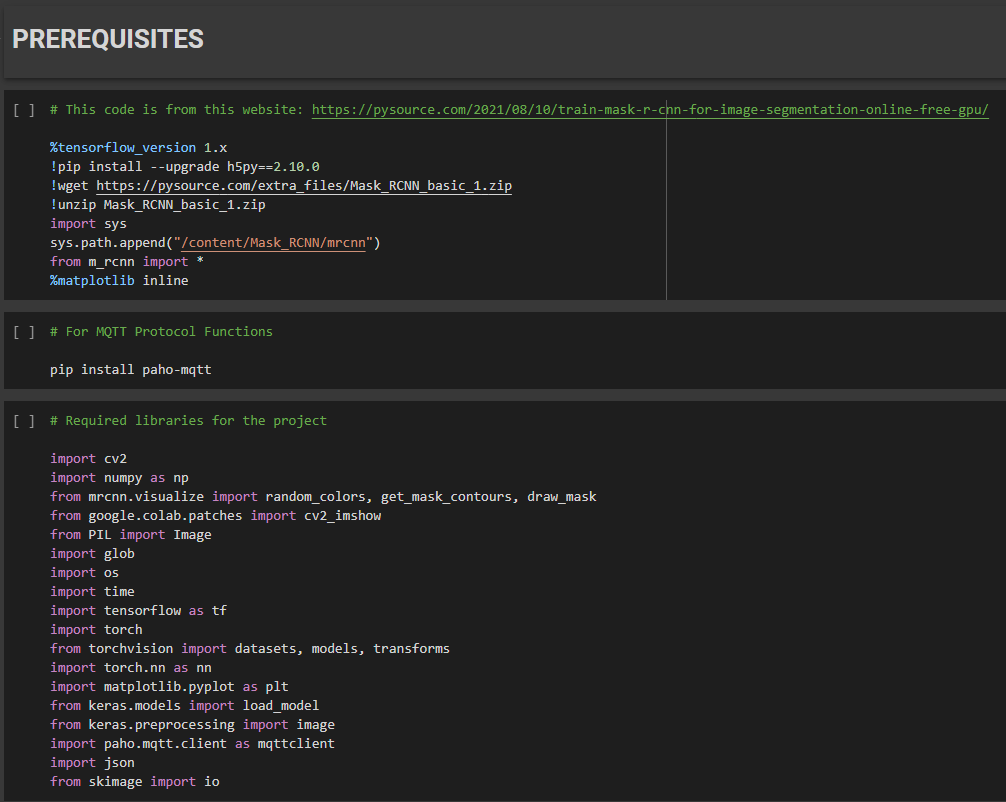 PREREQUISITES
[ ] # This code is from this website: https://pysource.com/2021/08/10/train-mask-r-cnn-for-image-segmentation-online-free-gpu/
%tensorflow_version 1.x
!pip install --upgrade h5py==2.10.0
!wget https://pysource.com/extra_files/Mask_RCNN_basic_1.zip
!unzip Mask_RCNN_basic_1.zip
import sys
sys.path.append("/content/Mask_RCNN/mrcnn")
from m_rcnn import *
%matplotlib inline
[ ] # For MQTT Protocol Functions
pip install paho-mqtt
[ ] # Required libraries for the project
import cv2
import numpy as np
from mrcnn.visualize import random_colors, get_mask_contours, draw_mask
from google.colab.patches import cv2_imshow
from PIL import Image
import glob
import os
import time
import tensorflow as tf
import torch
from torchvision import datasets, models, transforms
import torch.nn as nn
import matplotlib.pyplot as plt
from keras.models import load_model
from keras.preprocessing import image
import paho.mqtt.client as mqttclient
import json
from skimage import io